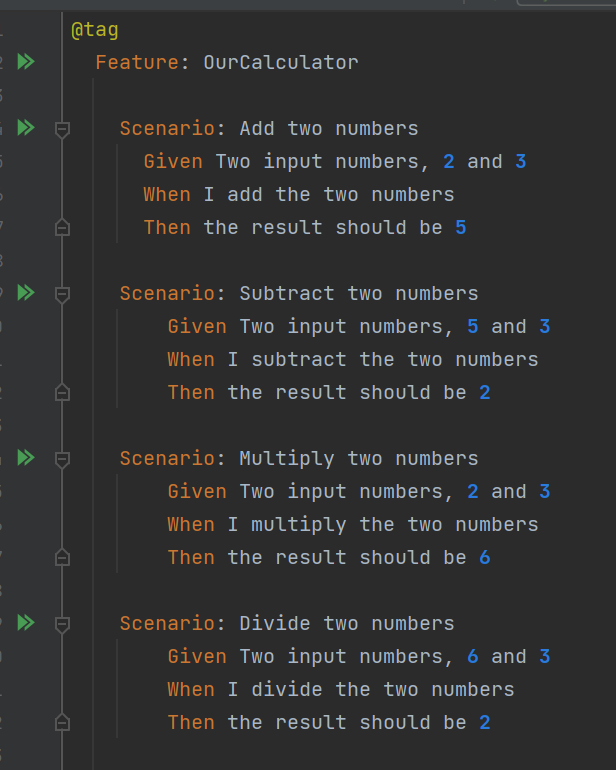 @tag
Feature: OurCalculator
Scenario: Add two numbers
Given Two input numbers, 2 and 3
When I add the two numbers
Then the result should be 5
Scenario: Subtract two numbers
Given Two input numbers, 5 and 3
When I subtract the two numbers
Then the result should be 2
Scenario: Multiply two numbers
Given Two input numbers, 2 and 3
When I multiply the two numbers
Then the result should be 6
Scenario: Divide two numbers
Given Two input numbers, 6 and 3
When I divide the two numbers
Then the result should be 2